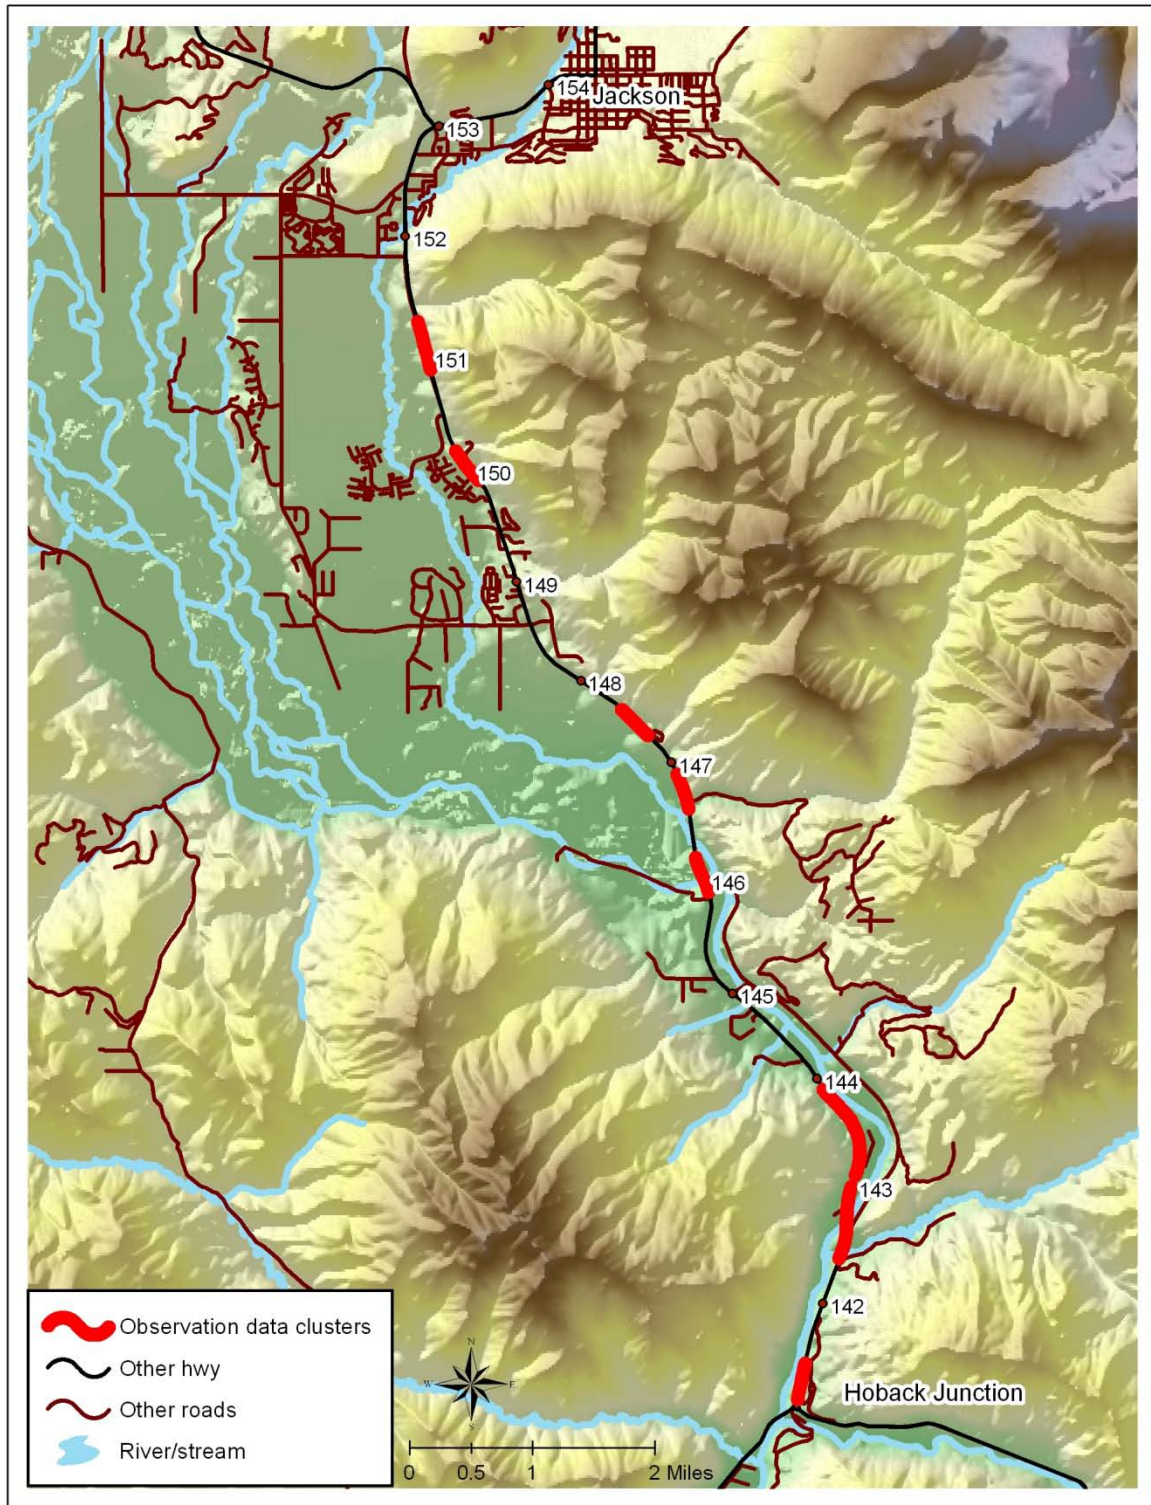 154
Jackson
153
152
151
150
149
148
147
146
145
144
143
142
Hoback Junction
Observation data clusters
Other hwy
Other roads
River/stream
N
W
E
S
0 0.5 1 2 Miles